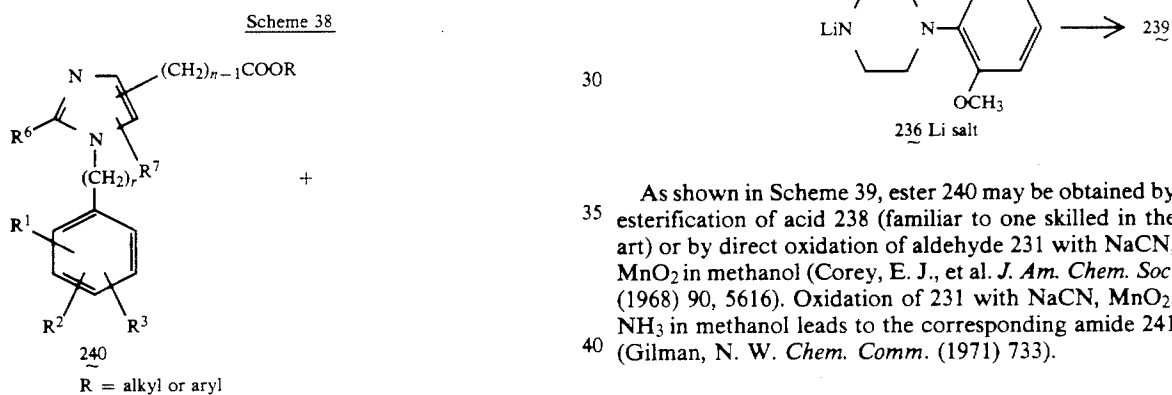 Scheme 38
N
(CH₂)ₙ₋₁COOR
R⁶
N
R⁷
(CH₂)ᵣ
+
R¹
R²
R³
240
R = alkyl or aryl
LiN
N
239
30
OCH₃
236 Li salt
As shown in Scheme 39, ester 240 may be obtained by
35 esterification of acid 238 (familiar to one skilled in the
art) or by direct oxidation of aldehyde 231 with NaCN,
MnO₂ in methanol (Corey, E. J., et al. J. Am. Chem. Soc
(1968) 90, 5616). Oxidation of 231 with NaCN, MnO₂
NH₃ in methanol leads to the corresponding amide 241
40 (Gilman, N. W. Chem. Comm. (1971) 733).